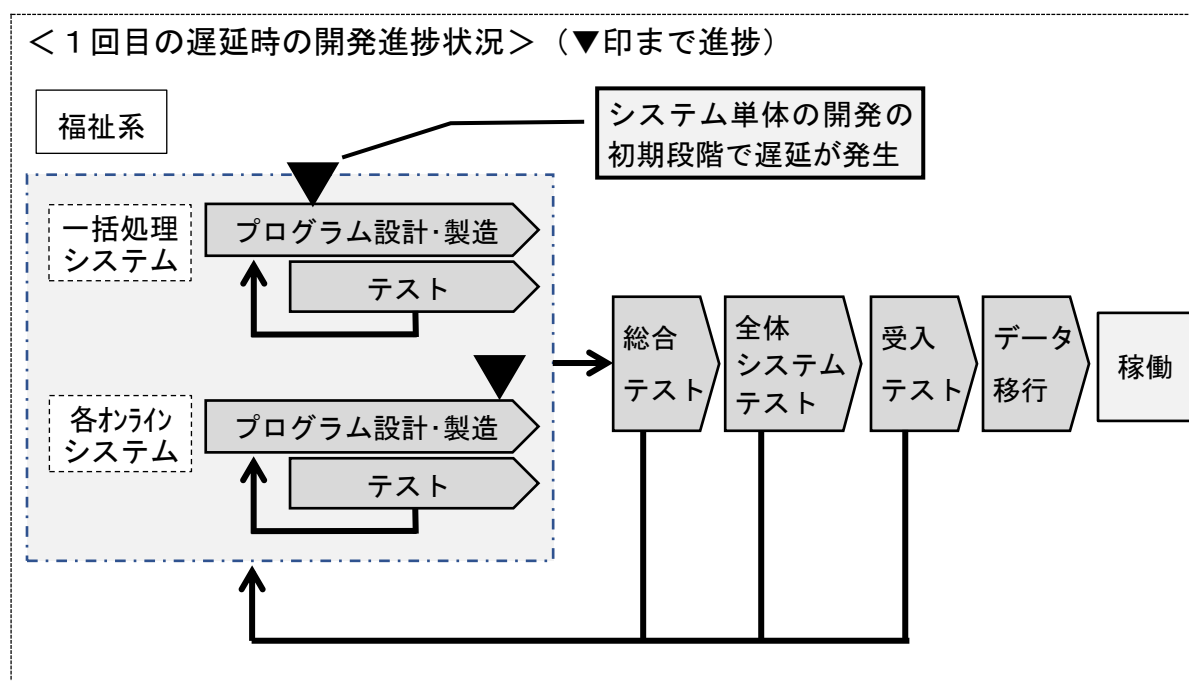 ＜１回目の遅延時の開発進捗状況＞（▼印まで進捗）
福祉系
システム単体の開発の
初期段階で遅延が発生
一括処理
システム
プログラム設計･製造
テスト
各ｵﾝﾗｲﾝ
システム
プログラム設計･製造
テスト
総合
テスト
全体
システム
テスト
受入
テスト
データ
移行
稼働